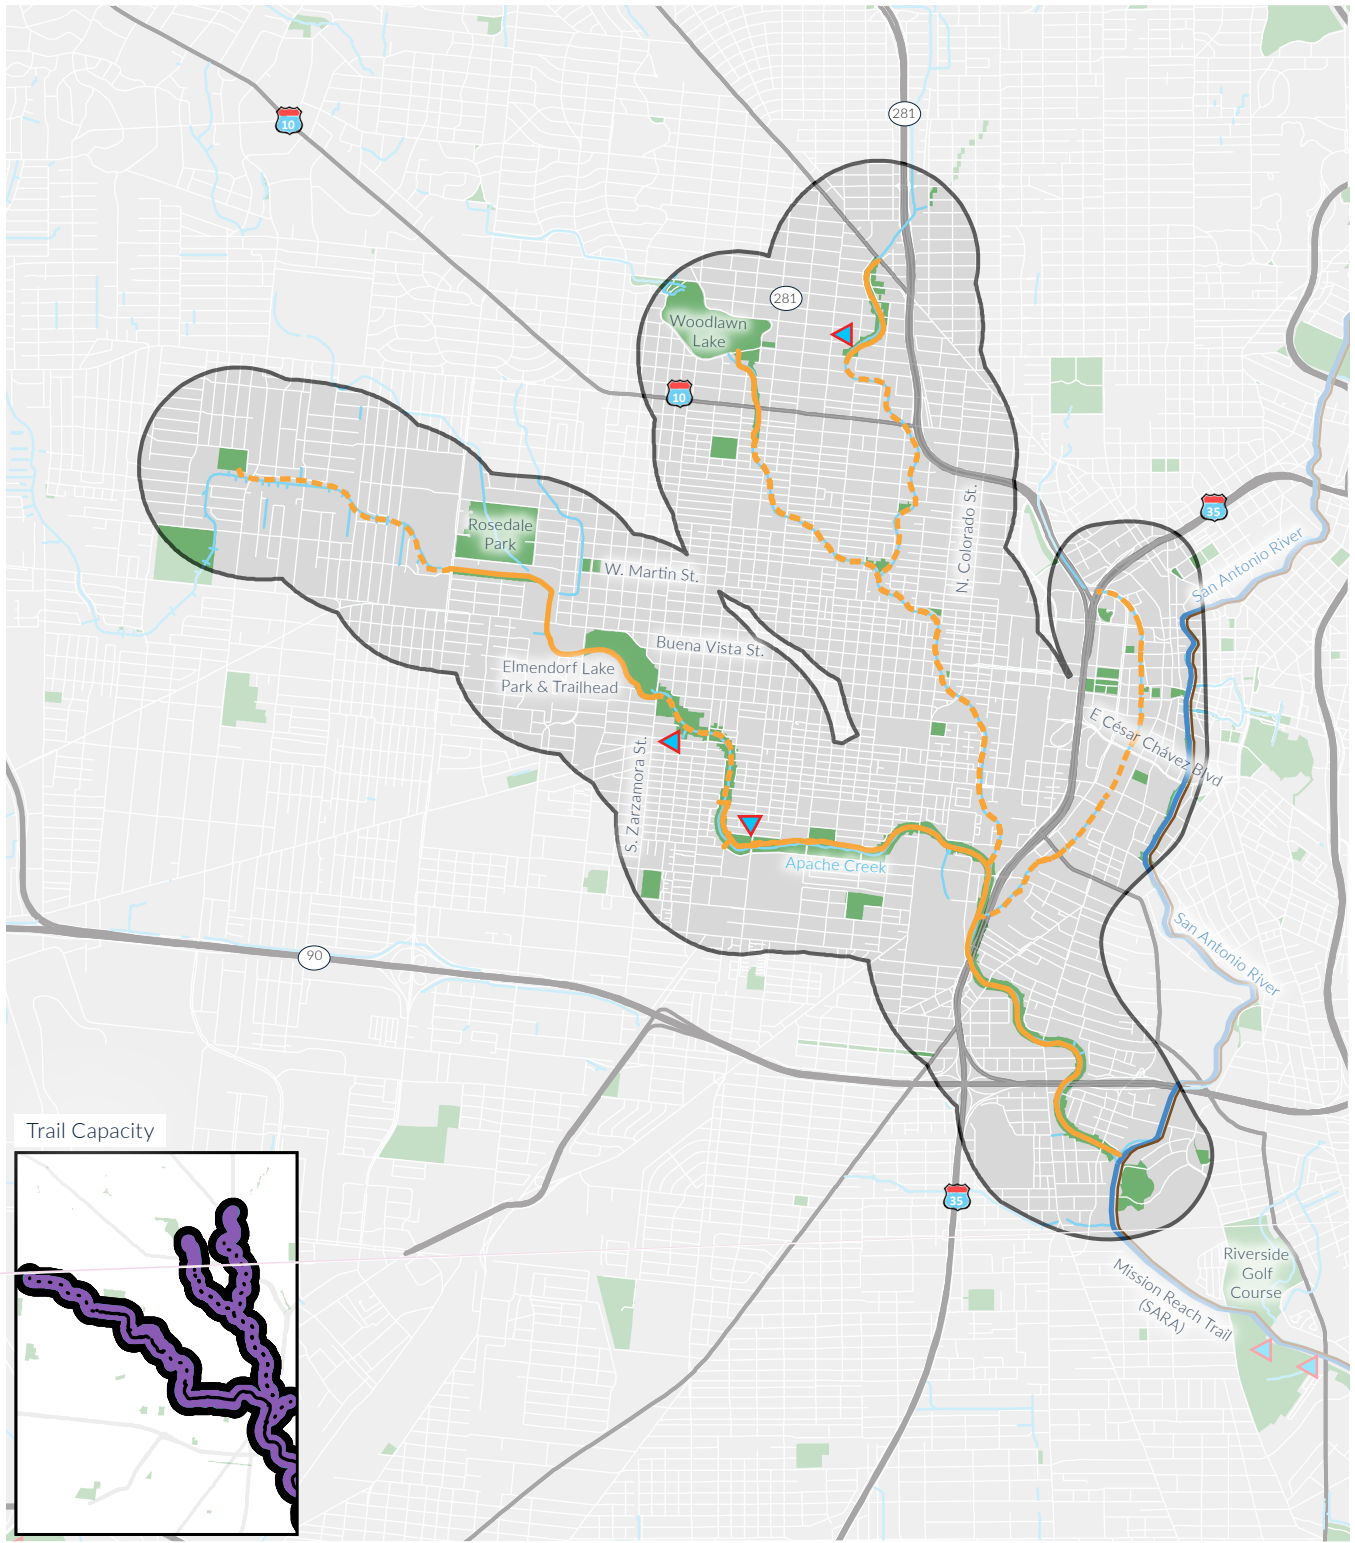 281
10
281
Woodlawn
Lake
10
N. Colorado St.
35
Rosedale
Park
San Antonio River
W. Martin St.
Buena Vista St.
Elmendorf Lake
Park & Trailhead
E César Chávez Blvd
S. Zarzamora St.
Apache Creek
San Antonio River
90
Trail Capacity
35
Riverside
Golf
Course
Mission Reach Trail
(SARA)